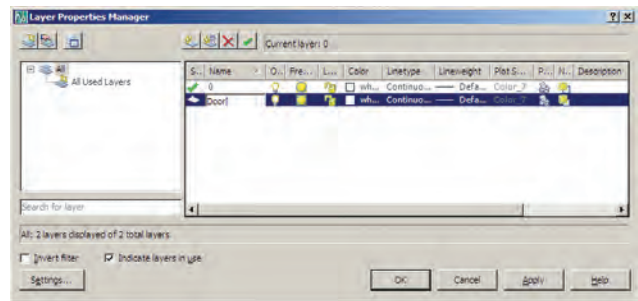 Layer Properties Manager
Current layer: 0
All
All Used Layers
S... Name O.. Fre... L... Color Linetype Lineweight Plot S... P... N.. Description
0 wh... Continuo... Defa... Color_7
Door wh... Continuo... Defa... Color_7
Search for layer
All: 2 layers displayed of 2 total layers
Invert filter Indicate layers in use
Settings... OK Cancel Apply Help